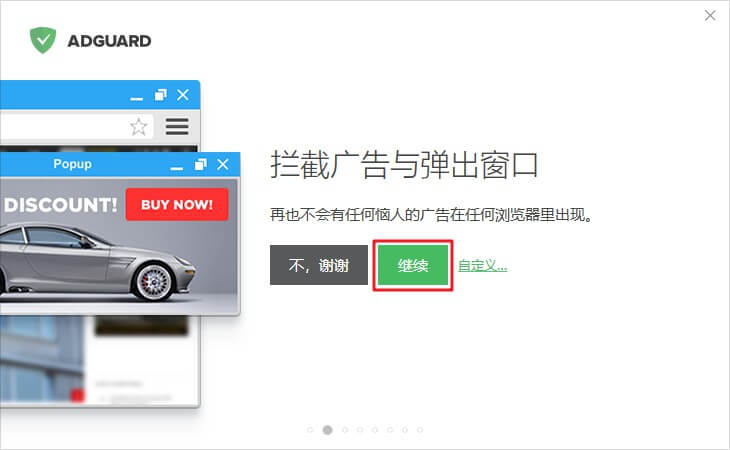 ADGUARD
Popup
DISCOUNT!
BUY NOW!
拦截广告与弹出窗口
再也不会有任何恼人的广告在任何浏览器里出现。
不，谢谢
继续
自定义...